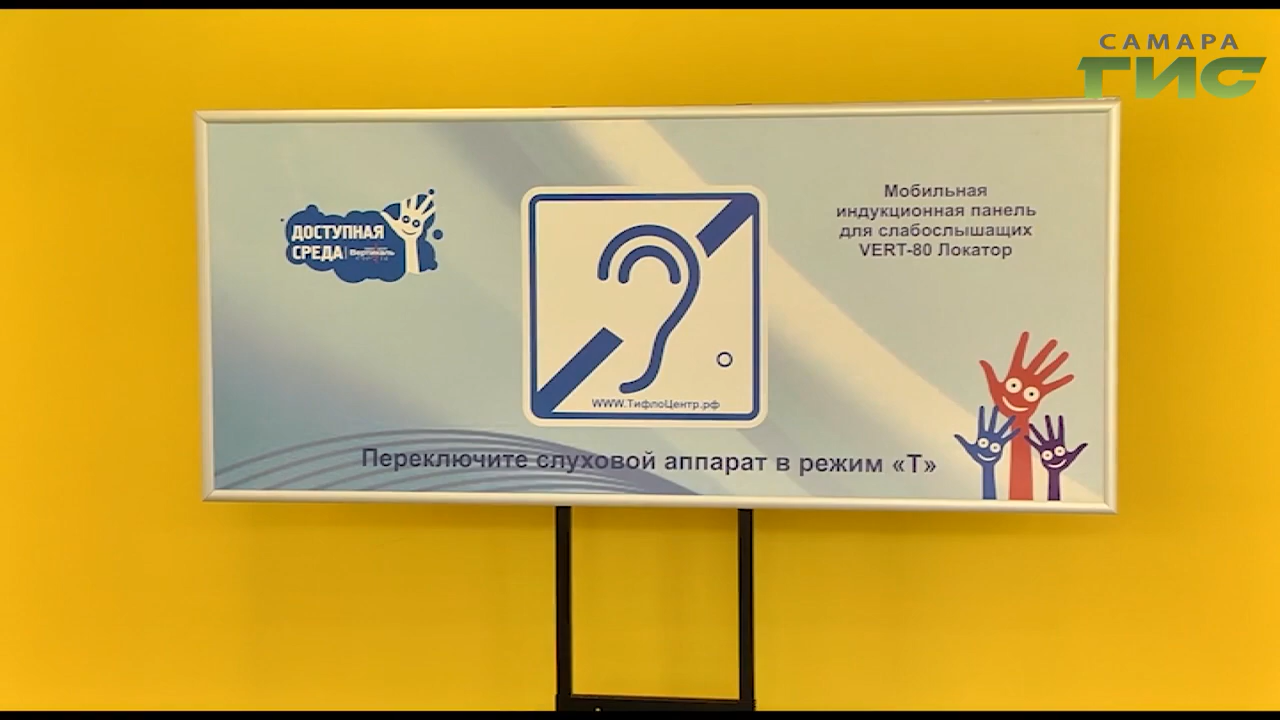 САМАРА
ГИС
ДОСТУПНАЯ
СРЕДА
Вертикаль
Мобильная
индукционная панель
для слабослышащих
VERT-80 Локатор
WWW.ТифлоЦентр.рф
Переключите слуховой аппарат в режим «Т»